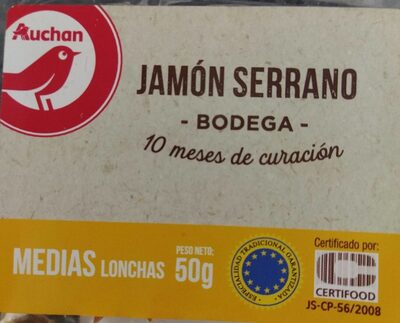 Auchan
JAMÓN SERRANO
- BODEGA -
10 meses de curación
MEDIAS LONCHAS
PESO NETO:
50g
ESPECIALIDAD TRADICIONAL GARANTIZADA
Certificado por:
CERTIFOOD
JS-CP-56/2008